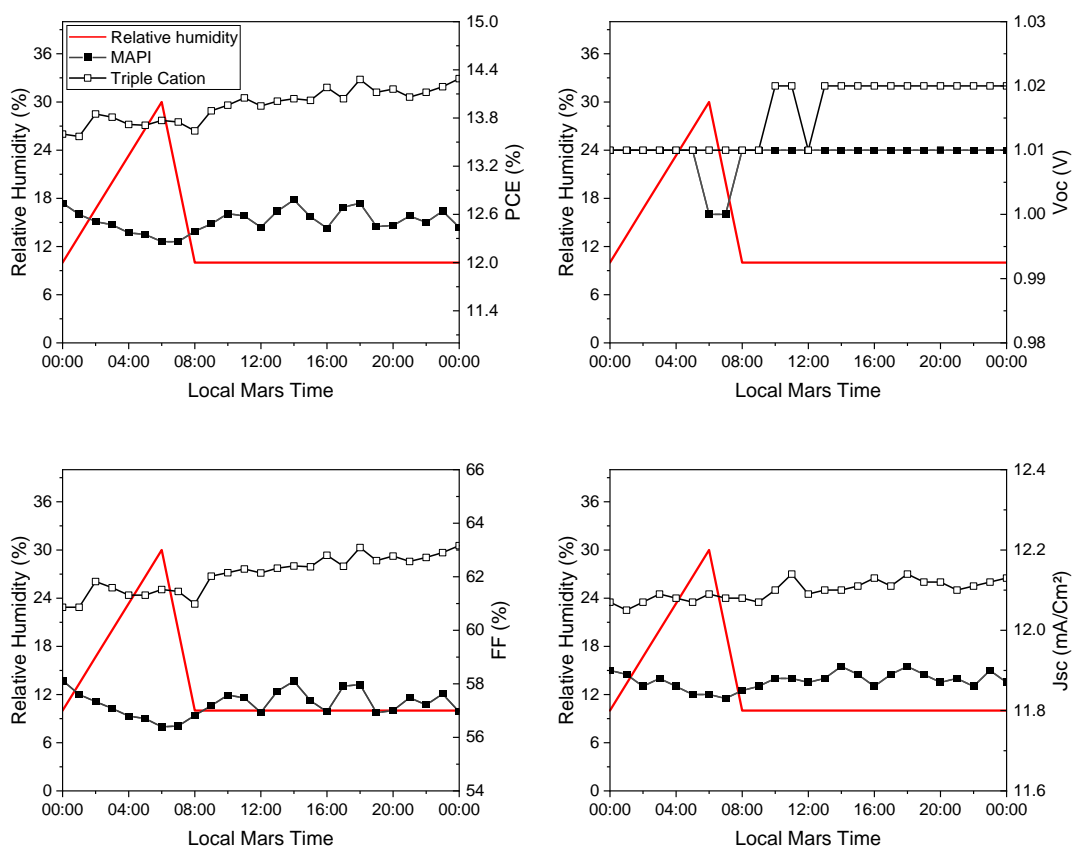 Relative humidity
MAPI
Triple Cation
Relative Humidity (%)
0
6
12
18
24
30
36
PCE (%)
11.4
12.0
12.6
13.2
13.8
14.4
15.0
00:00 04:00 08:00 12:00 16:00 20:00 00:00
Local Mars Time
Relative Humidity (%)
0
6
12
18
24
30
36
Voc (V)
0.98
0.99
1.00
1.01
1.02
1.03
00:00 04:00 08:00 12:00 16:00 20:00 00:00
Local Mars Time
Relative Humidity (%)
0
6
12
18
24
30
36
FF (%)
54
56
58
60
62
64
66
00:00 04:00 08:00 12:00 16:00 20:00 00:00
Local Mars Time
Relative Humidity (%)
0
6
12
18
24
30
36
Jsc (mA/Cm²)
11.6
11.8
12.0
12.2
12.4
00:00 04:00 08:00 12:00 16:00 20:00 00:00
Local Mars Time